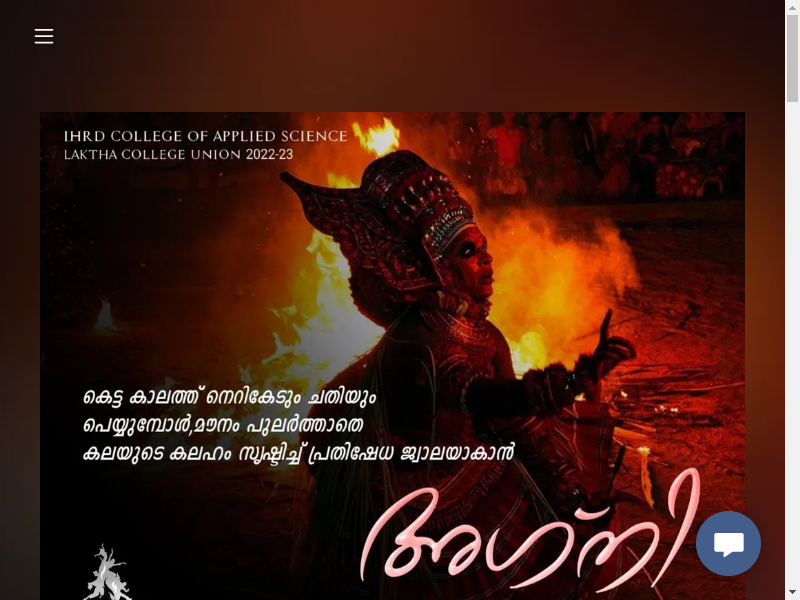 IHRD COLLEGE OF APPLIED SCIENCE
LAKTHA COLLEGE UNION 2022-23
കെട്ട കാലത്ത് നെറികേടും ചതിയും
പെയ്യുമ്പോൾ,മൗനം പുലർത്താതെ
കലയുടെ കലഹം സൃഷ്ടിച്ച് പ്രതിഷേധ ജ്വാലയാകാൻ
അഗ്നി